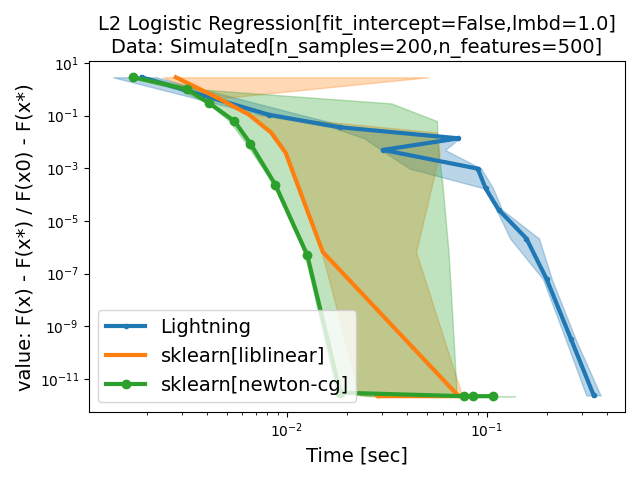 L2 Logistic Regression[fit_intercept=False,lmbd=1.0]
Data: Simulated[n_samples=200,n_features=500]
value: F(x) - F(x*) / F(x0) - F(x*)
10¹
10⁻¹
10⁻³
10⁻⁵
10⁻⁷
10⁻⁹
10⁻¹¹
Lightning
sklearn[liblinear]
sklearn[newton-cg]
10⁻² 10⁻¹
Time [sec]